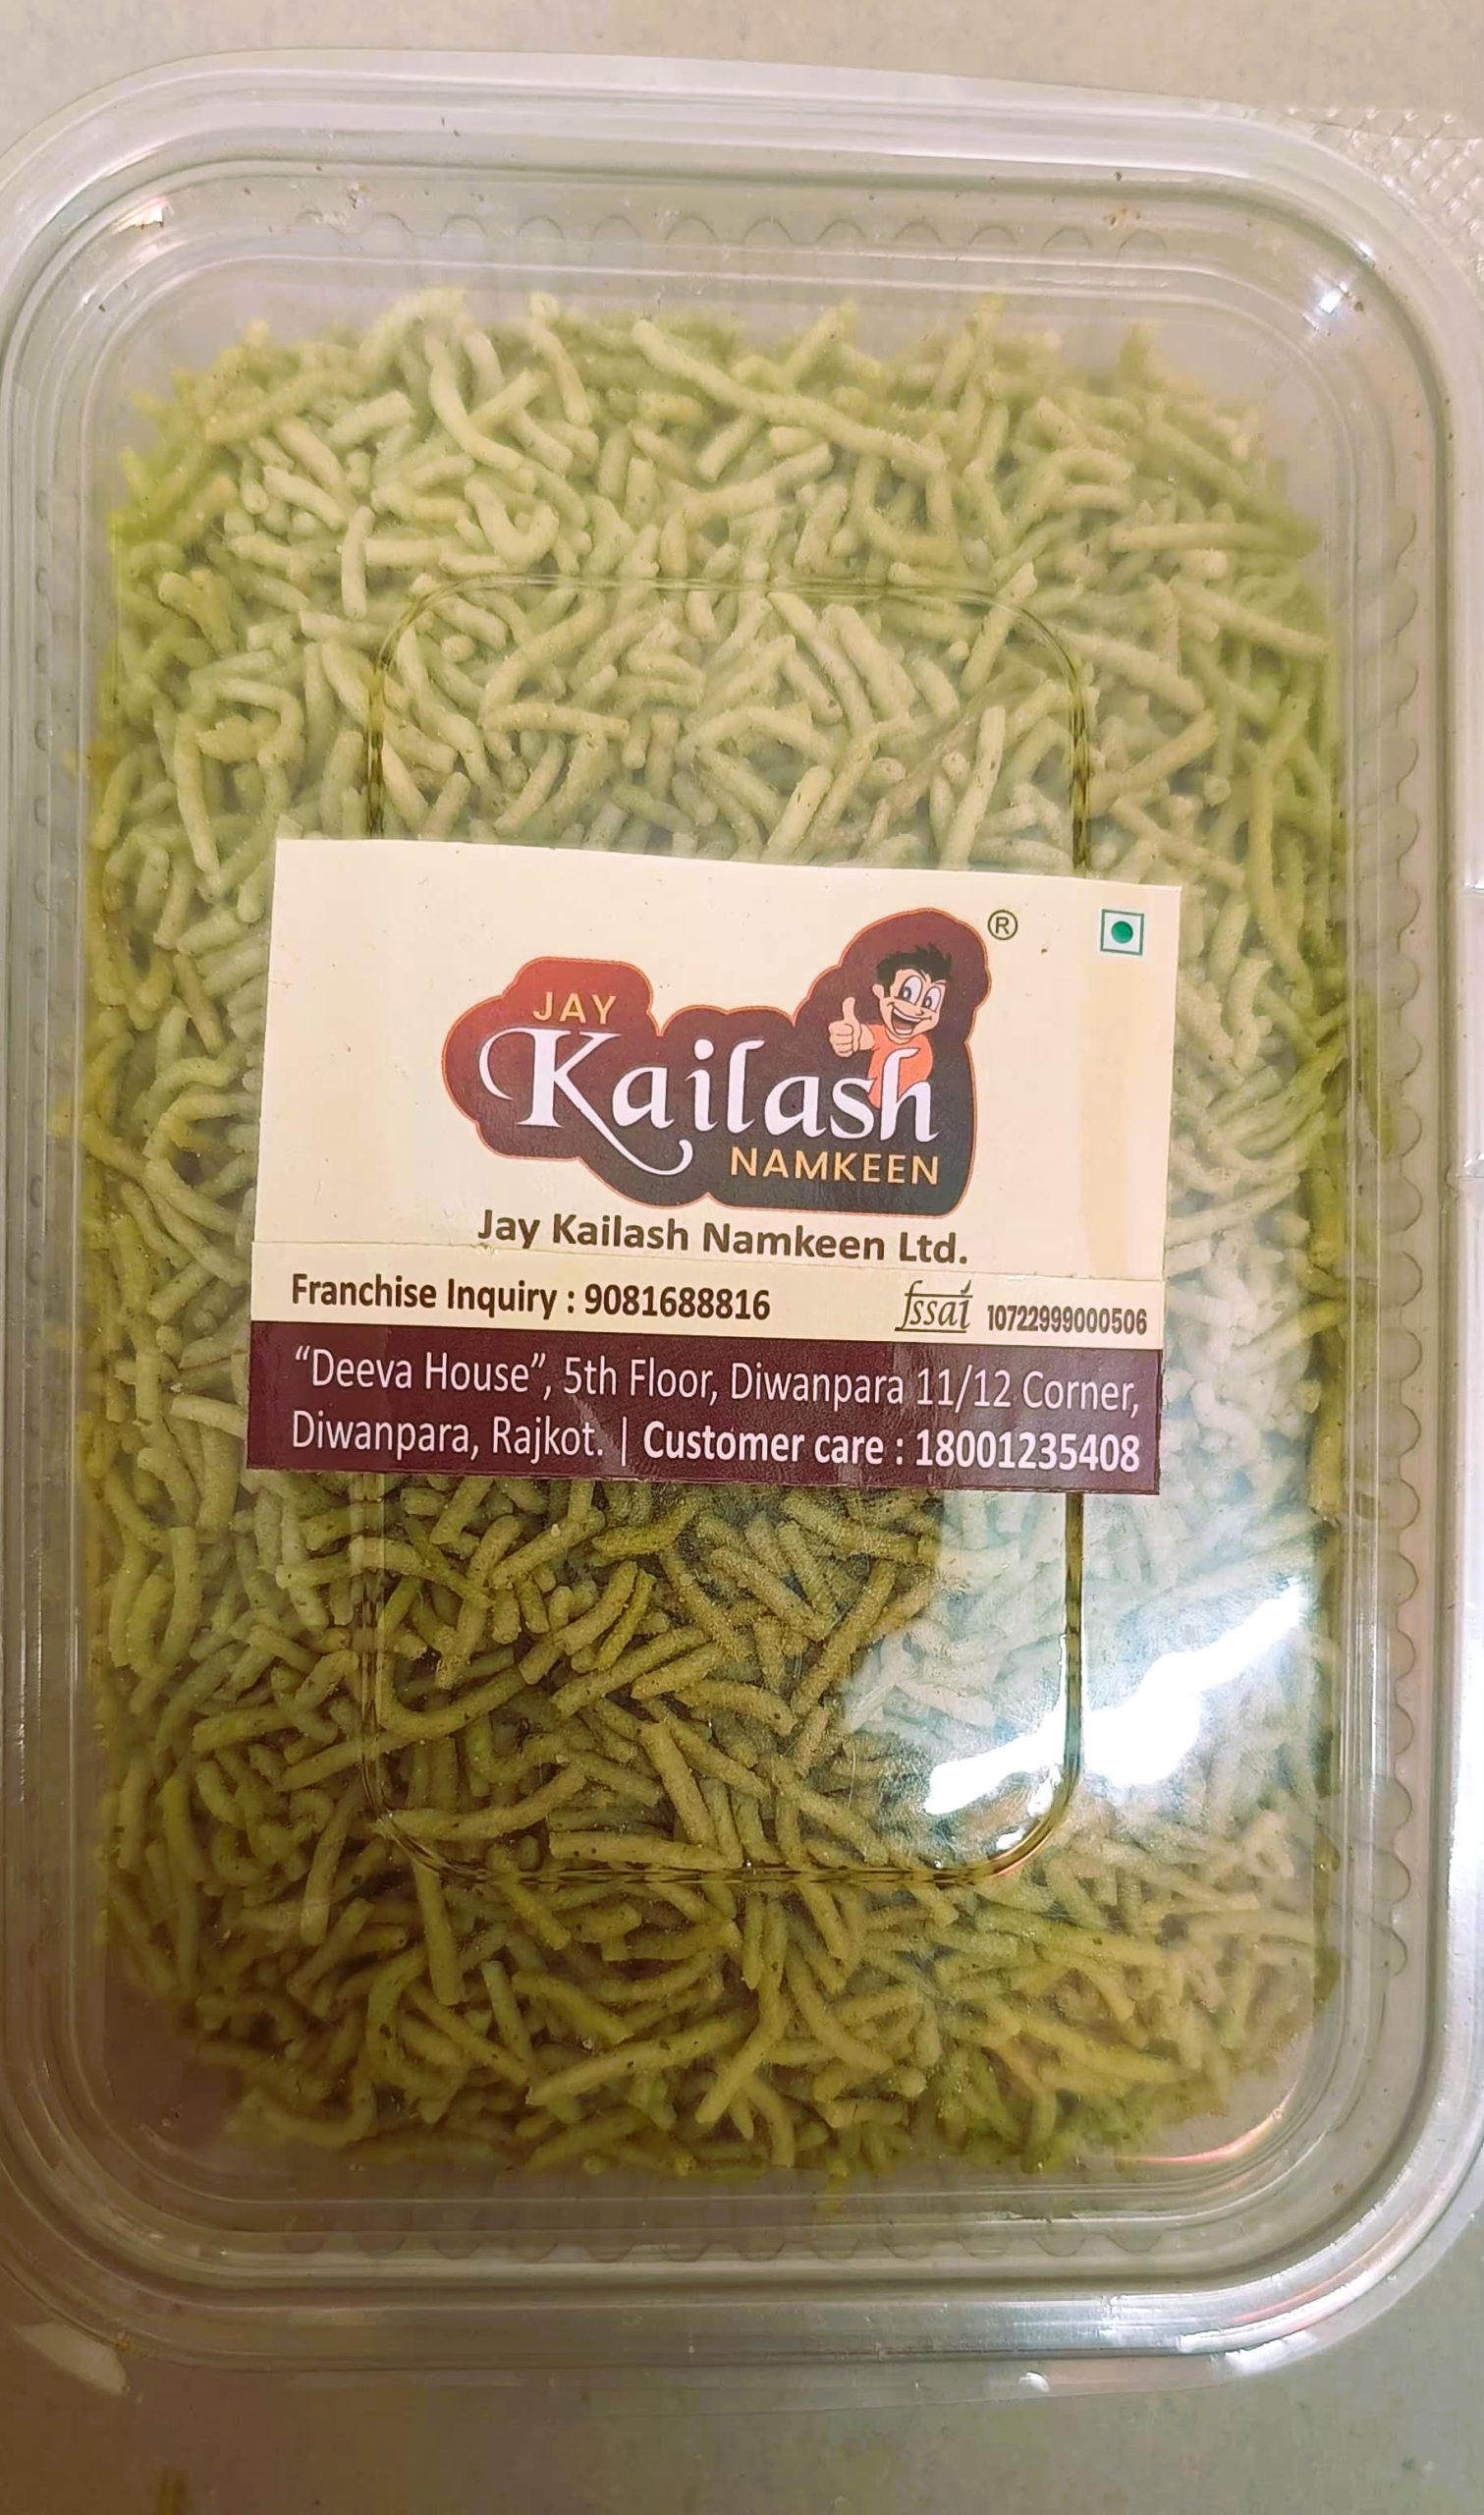 ®
JAY
Kailash
NAMKEEN
Jay Kailash Namkeen Ltd.
Franchise Inquiry : 9081688816 fssai 10722999000506
“Deeva House”, 5th Floor, Diwanpara 11/12 Corner,
Diwanpara, Rajkot. | Customer care : 18001235408